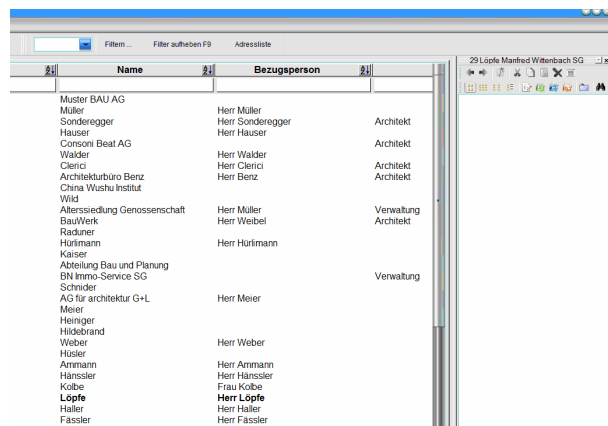 Filtern ... Filter aufheben F9 Adressliste
29 Löpfe Manfred Wittenbach SG
Name Bezugsperson
Muster BAU AG
Müller Herr Müller
Sonderegger Herr Sonderegger Architekt
Hauser Herr Hauser
Consoni Beat AG Architekt
Walder Herr Walder
Clerici Herr Clerici Architekt
Architekturbüro Benz Herr Benz Architekt
China Wushu Institut
Wild
Alterssiedlung Genossenschaft Herr Müller Verwaltung
BauWerk Herr Weibel Architekt
Raduner
Hürlimann Herr Hürlimann
Kaiser
Abteilung Bau und Planung
BN Immo-Service SG Verwaltung
Schnider
AG für architektur G+L Herr Meier
Meier
Heiniger
Hildebrand
Weber Herr Weber
Hüsler
Ammann Herr Ammann
Hänssler Herr Hänssler
Kolbe Frau Kolbe
Löpfe Herr Löpfe
Haller Herr Haller
Fässler Herr Fässler